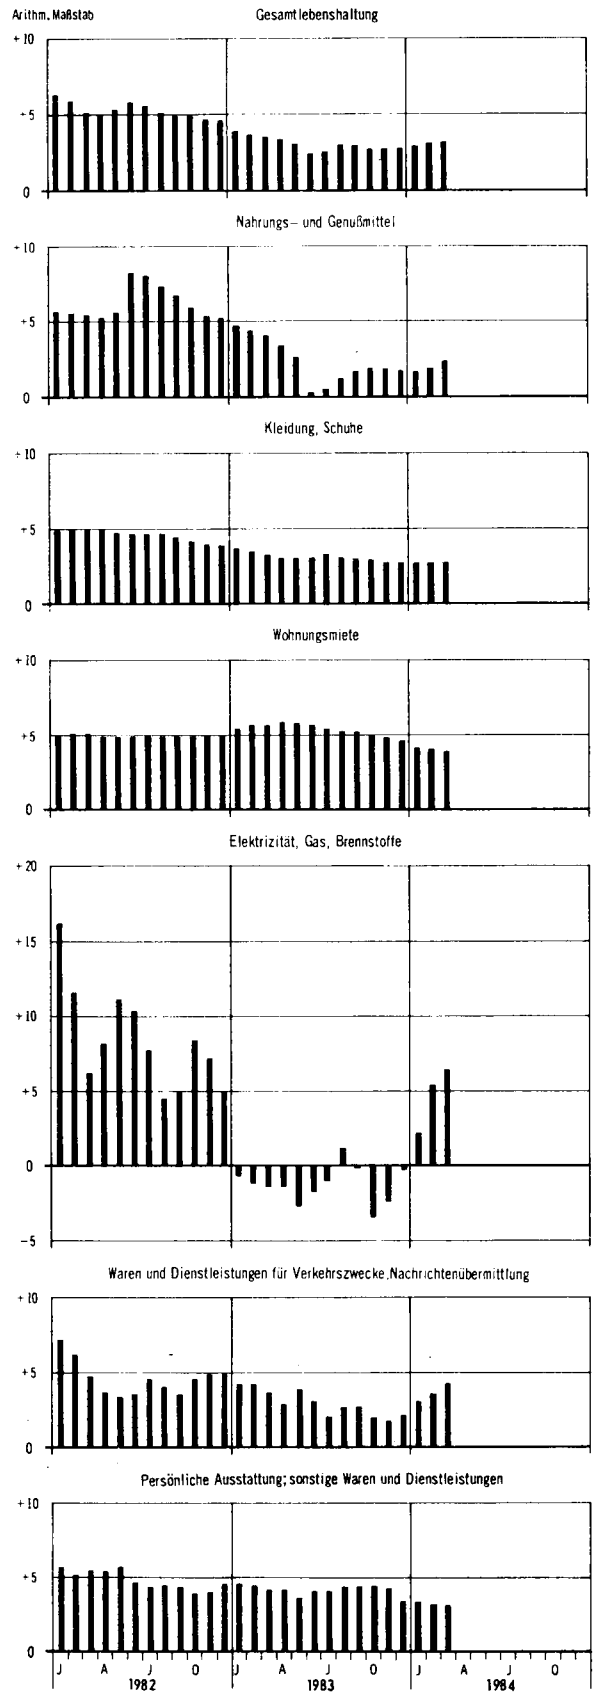 Arithm. Maßstab
Gesamtlebenshaltung
+10
+5
0
Nahrungs- und Genußmittel
+10
+5
0
Kleidung, Schuhe
+10
+5
0
Wohnungsmiete
+10
+5
0
Elektrizität, Gas, Brennstoffe
+20
+15
+10
+5
0
-5
Waren und Dienstleistungen für Verkehrszwecke, Nachrichtenübermittlung
+10
+5
0
Persönliche Ausstattung; sonstige Waren und Dienstleistungen
+10
+5
0
J A J O J A J O J A J O
1982 1983 1984